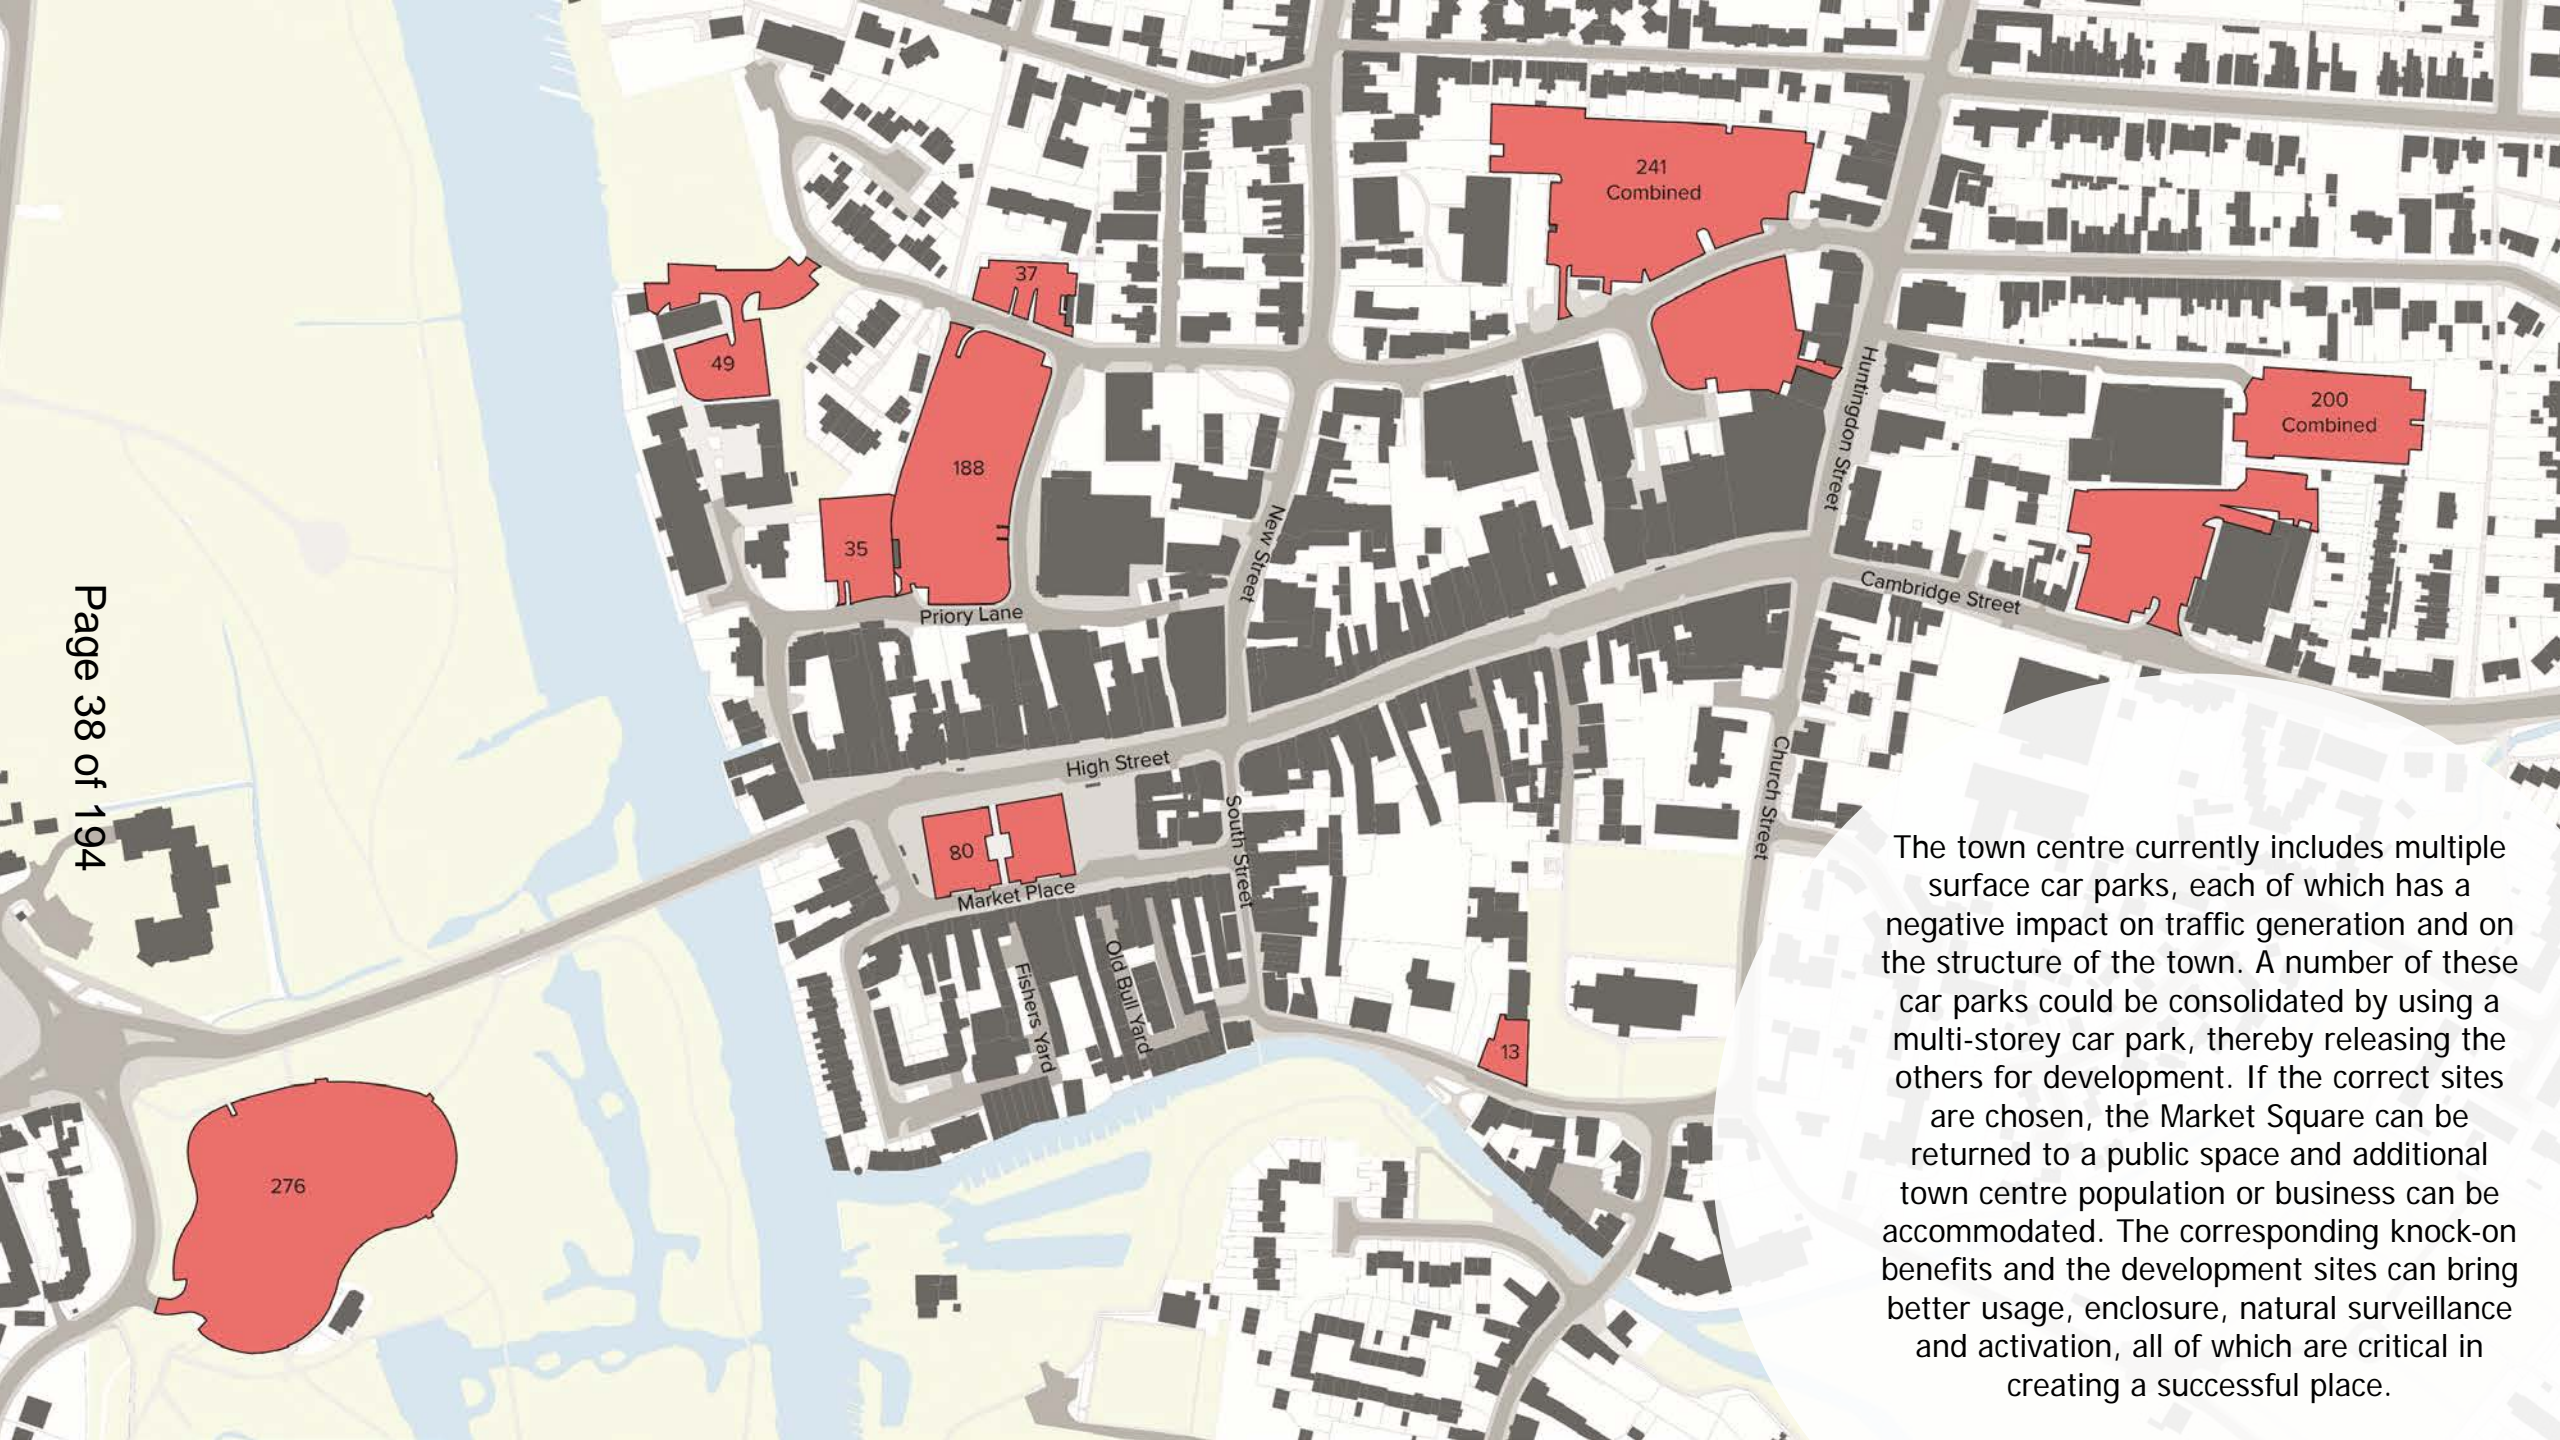 241
Combined
37
49
200
Combined
188
35
Huntingdon Street
New Street
Priory Lane
Cambridge Street
High Street
Church Street
South Street
80
Market Place
Fishers Yard
Old Bull Yard
13
276
Page 38 of 194
The town centre currently includes multiple
surface car parks, each of which has a
negative impact on traffic generation and on
the structure of the town. A number of these
car parks could be consolidated by using a
multi-storey car park, thereby releasing the
others for development. If the correct sites
are chosen, the Market Square can be
returned to a public space and additional
town centre population or business can be
accommodated. The corresponding knock-on
benefits and the development sites can bring
better usage, enclosure, natural surveillance
and activation, all of which are critical in
creating a successful place.